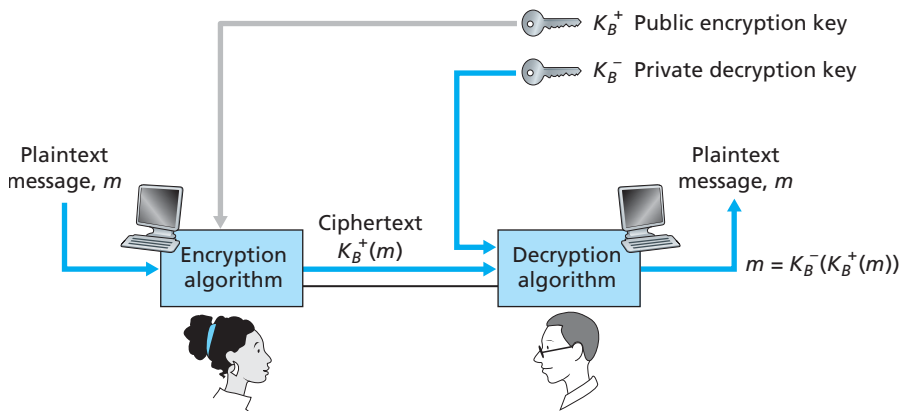 K_B^+ Public encryption key
K_B^- Private decryption key
Plaintext
message, m
Plaintext
message, m
Ciphertext
K_B^+(m)
Encryption
algorithm
Decryption
algorithm
m = K_B^-(K_B^+(m))